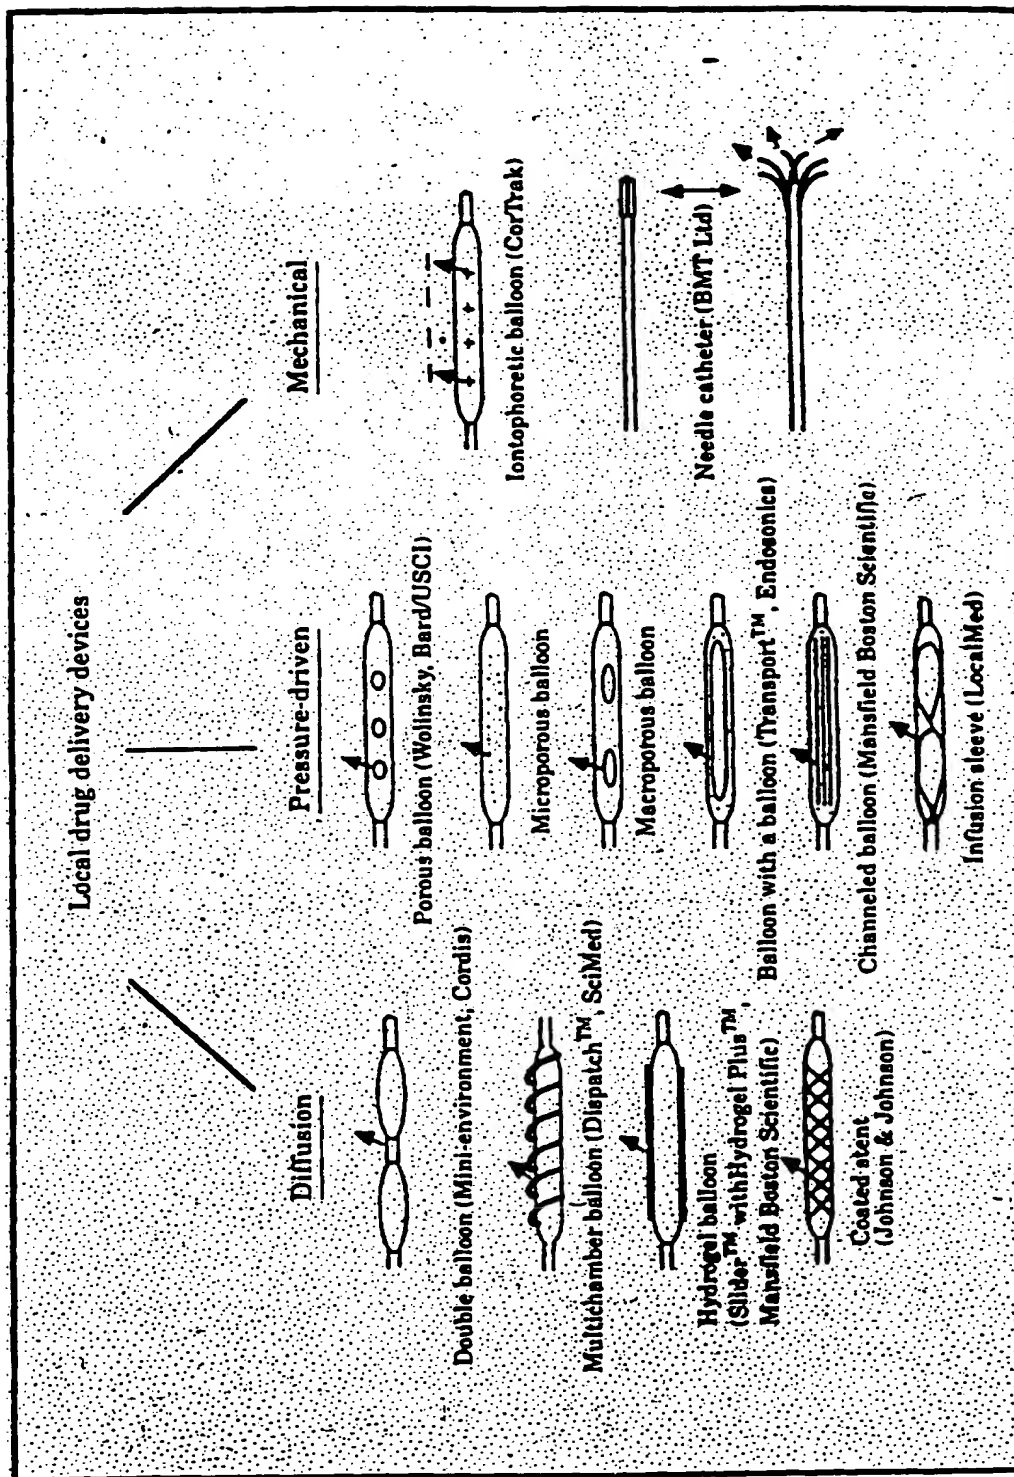 Local drug delivery devices
Diffusion
Double balloon (Mini-environment, Cordis)
Multichamber balloon (Dispatch™, SciMed)
Hydrogel balloon
(Slider™ with Hydrogel Plus™,
Mansfield Boston Scientific)
Coated stent
(Johnson & Johnson)
Pressure-driven
Porous balloon (Wolinsky, Bard/USCI)
Microporous balloon
Macroporous balloon
Balloon with a balloon (Transport™, Endosonics)
Channeled balloon (Mansfield Boston Scientific)
Infusion sleeve (LocalMed)
Mechanical
Iontophoretic balloon (CorTrak)
Needle catheter (BMT Ltd)